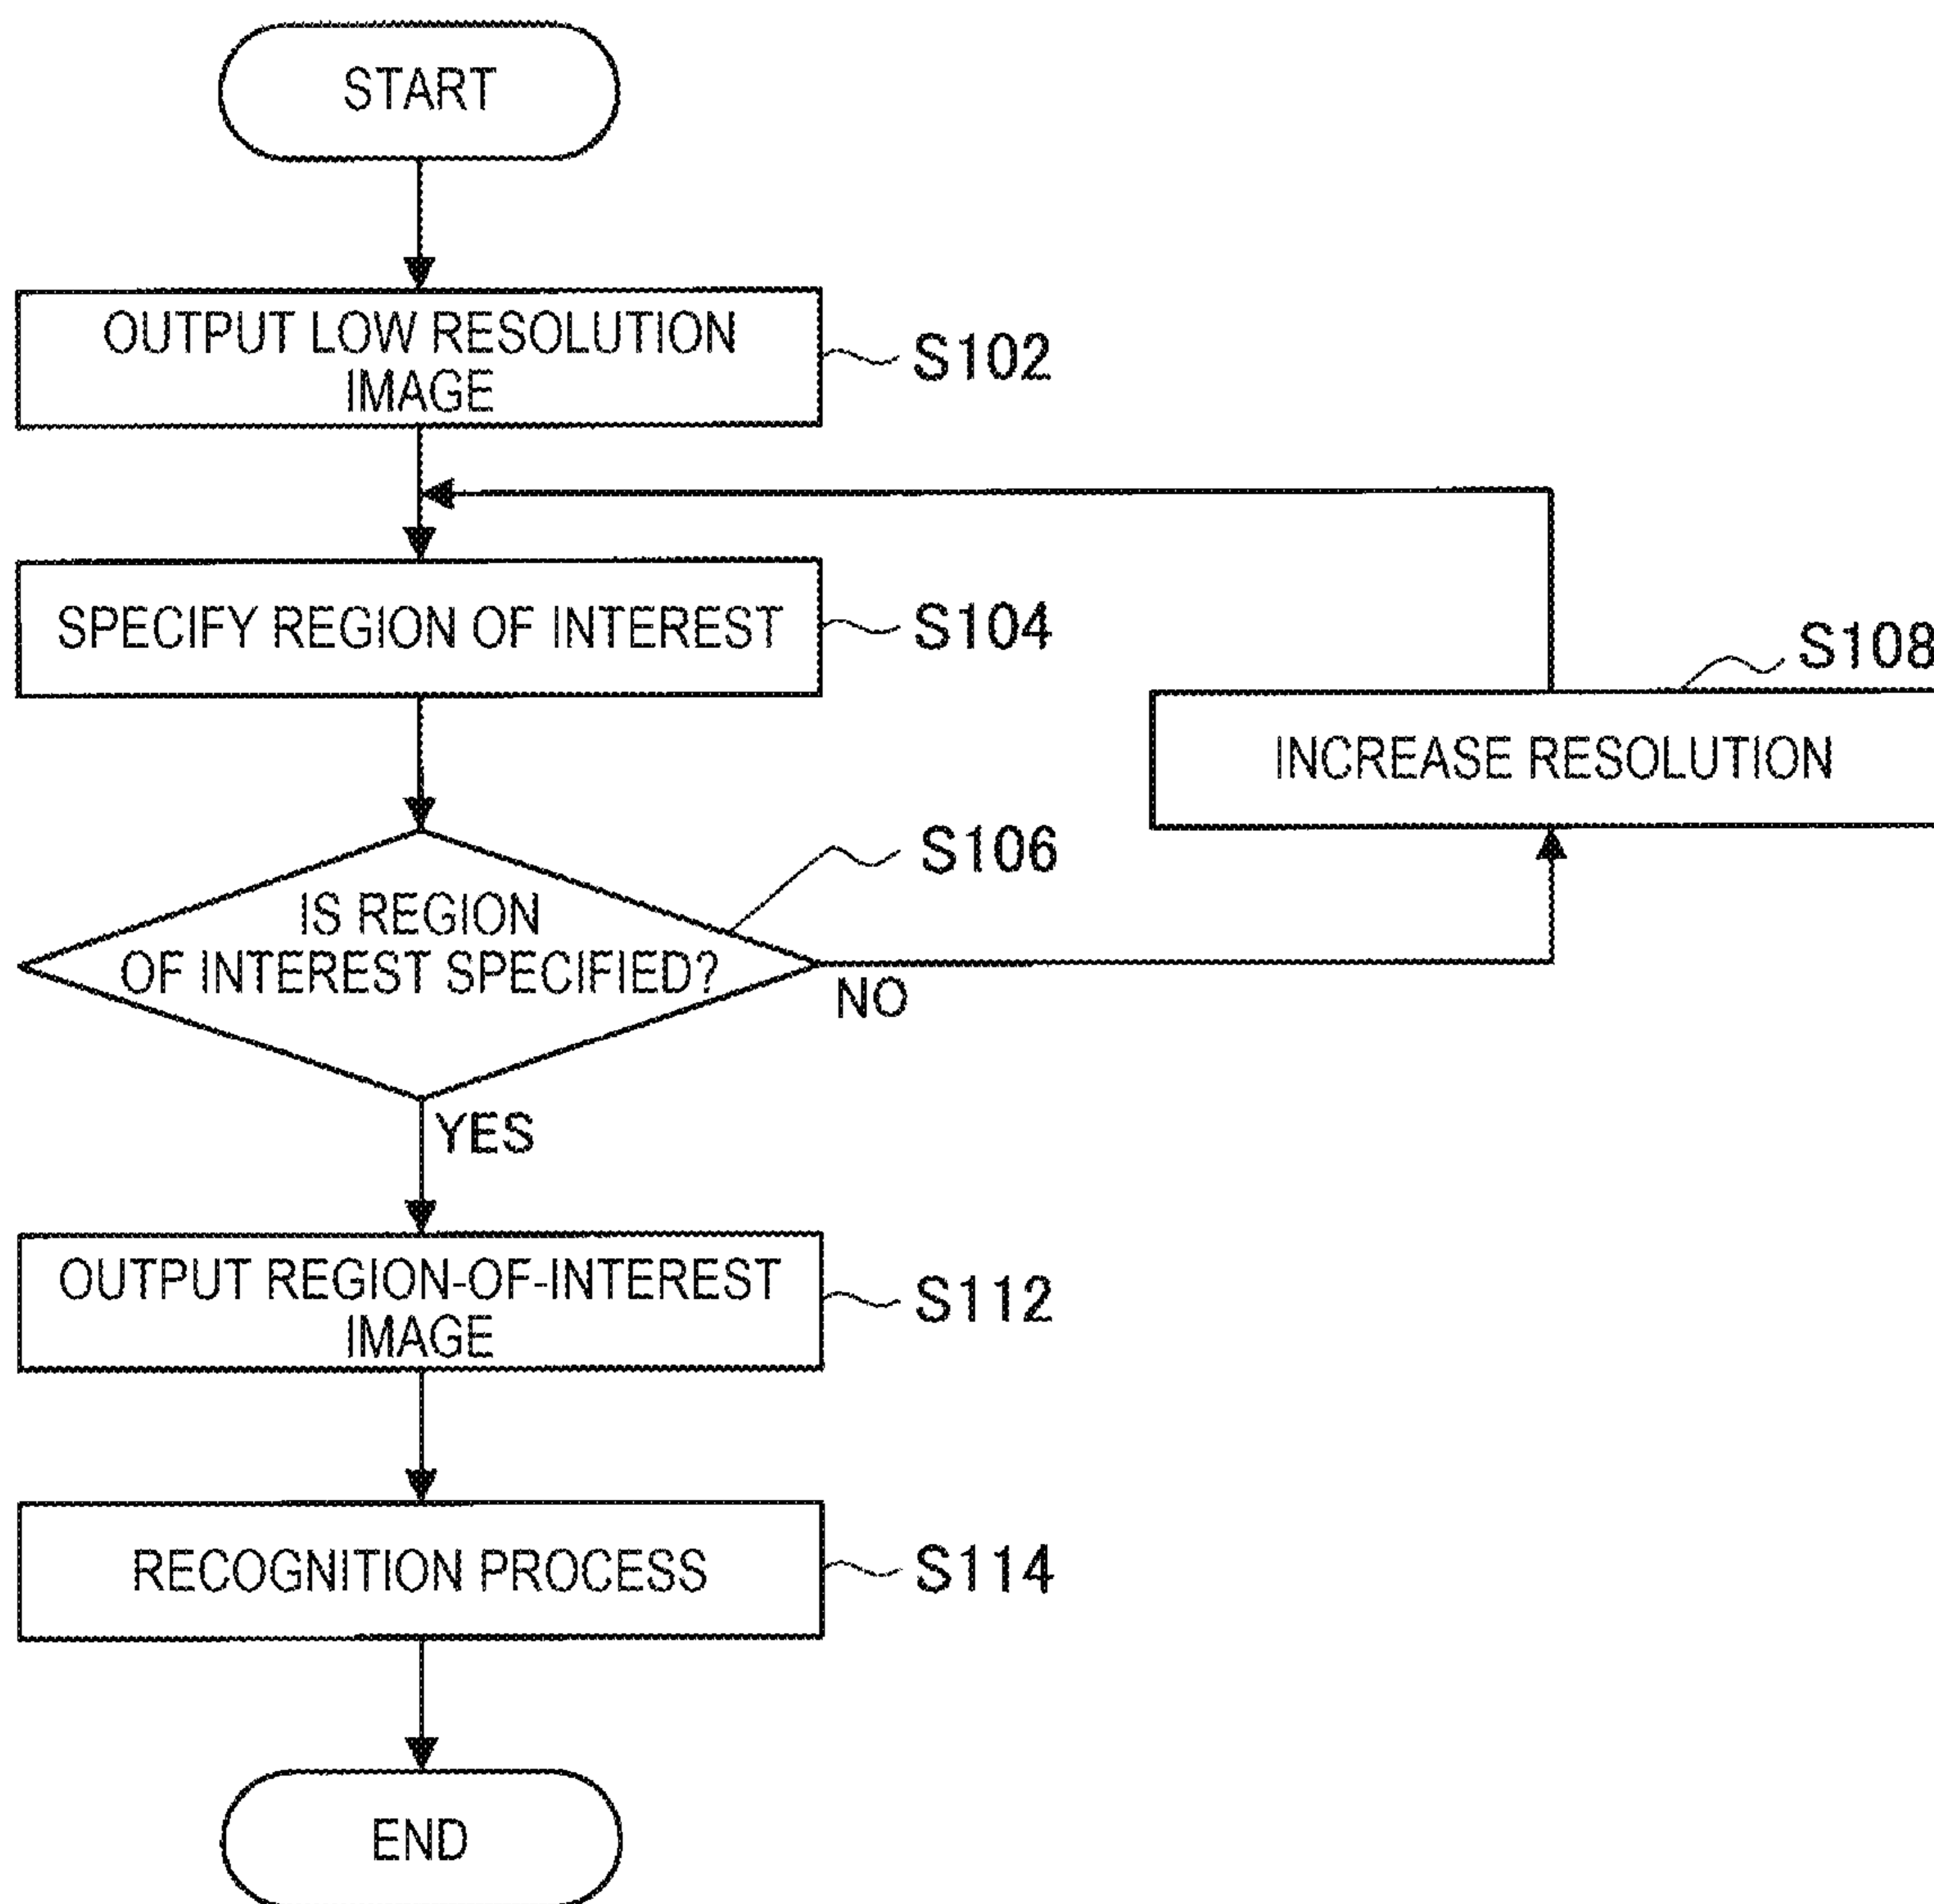 START
OUTPUT LOW RESOLUTION
IMAGE
S102
SPECIFY REGION OF INTEREST
S104
S108
INCREASE RESOLUTION
S106
IS REGION
OF INTEREST SPECIFIED?
NO
YES
OUTPUT REGION-OF-INTEREST
IMAGE
S112
RECOGNITION PROCESS
S114
END